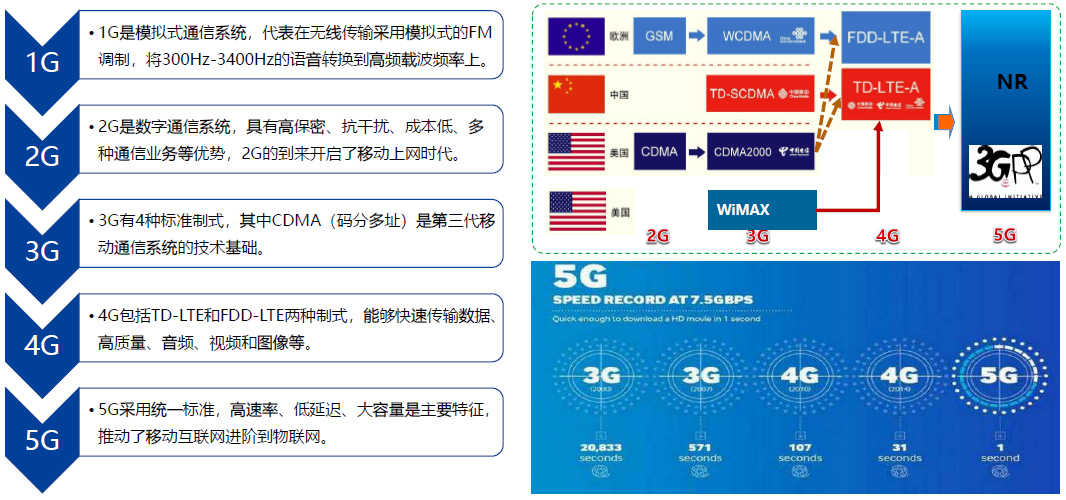 1G
• 1G是模拟式通信系统，代表在无线传输采用模拟式的FM
调制，将300Hz-3400Hz的语音转换到高频载波频率上。
2G
• 2G是数字通信系统，具有高保密、抗干扰、成本低、多
种通信业务等优势，2G的到来开启了移动上网时代。
3G
• 3G有4种标准制式，其中CDMA（码分多址）是第三代移
动通信系统的技术基础。
4G
• 4G包括TD-LTE和FDD-LTE两种制式，能够快速传输数据、
高质量、音频、视频和图像等。
5G
• 5G采用统一标准，高速率、低延迟、大容量是主要特征，
推动了移动互联网进阶到物联网。
欧洲 GSM WCDMA FDD-LTE-A
中国 TD-SCDMA 中国移动 TD-LTE-A
美国 CDMA CDMA2000 中国电信
美国 WiMAX
NR
3GPP
A GLOBAL INITIATIVE
2G 3G 4G 5G
5G
SPEED RECORD AT 7.5GBPS
Quick enough to download a HD movie in 1 second
3G 3G 4G 4G 5G
(2000) (2007) (2010) (2014)
20,833 571 107 31 1
seconds seconds seconds seconds second